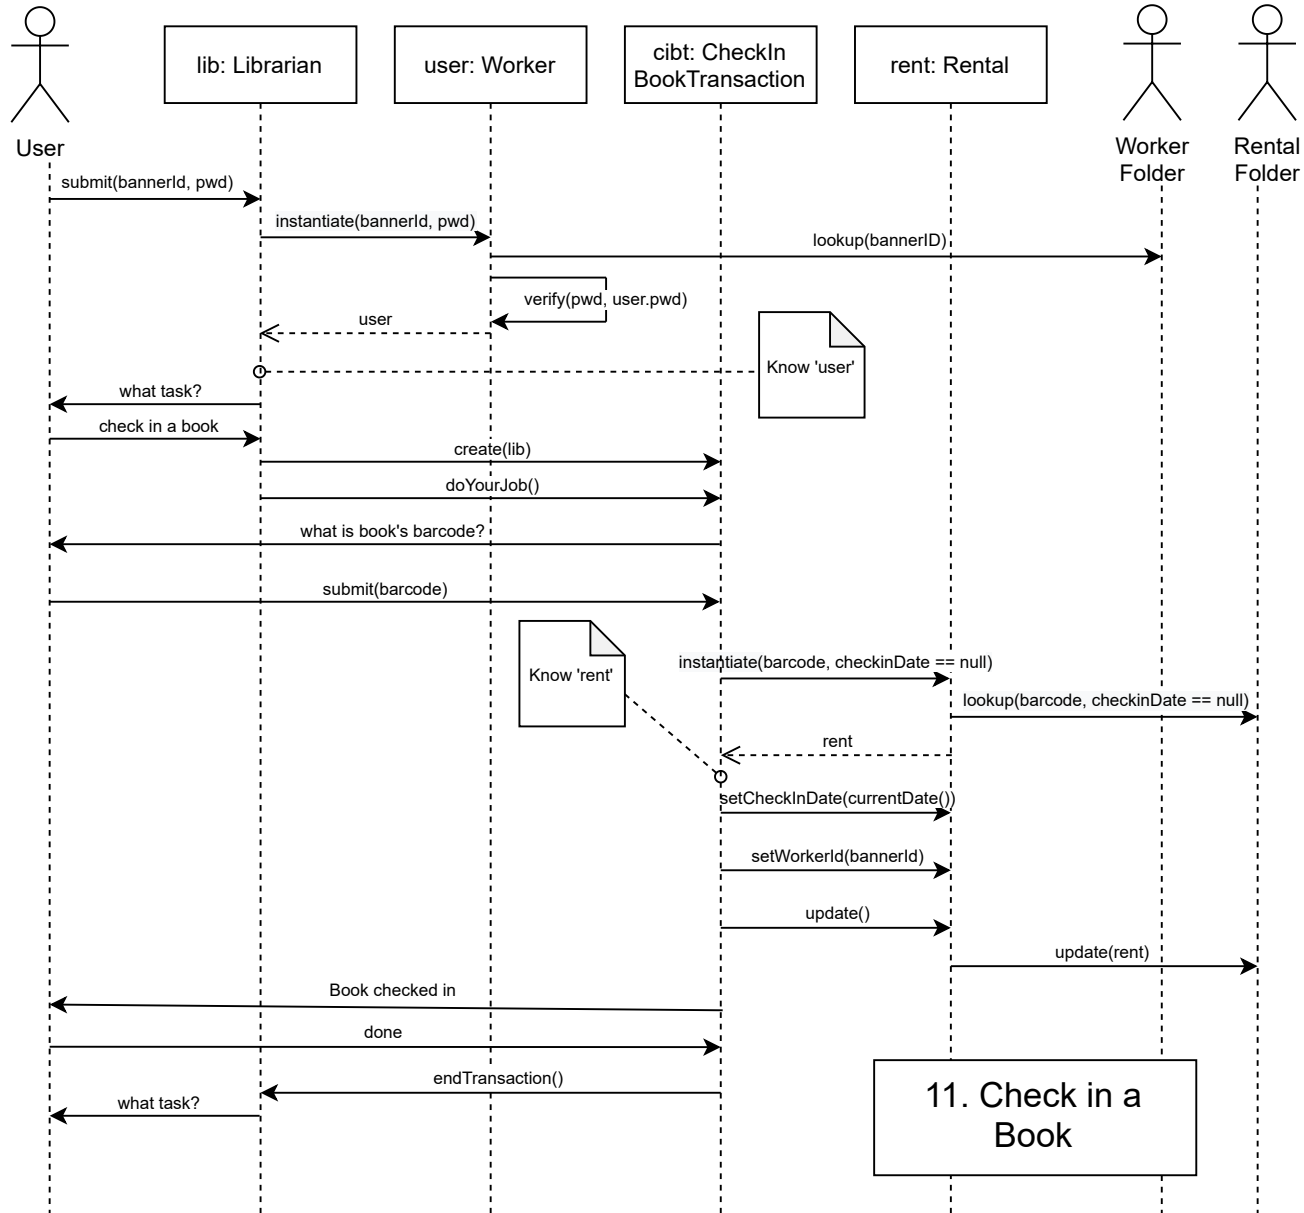 User
lib: Librarian
user: Worker
cibt: CheckIn
BookTransaction
rent: Rental
Worker
Folder
Rental
Folder
submit(bannerId, pwd)
instantiate(bannerId, pwd)
lookup(bannerID)
verify(pwd, user.pwd)
user
Know 'user'
what task?
check in a book
create(lib)
doYourJob()
what is book's barcode?
submit(barcode)
Know 'rent'
instantiate(barcode, checkinDate == null)
lookup(barcode, checkinDate == null)
rent
setCheckInDate(currentDate())
setWorkerId(bannerId)
update()
update(rent)
Book checked in
done
endTransaction()
what task?
11. Check in a
Book